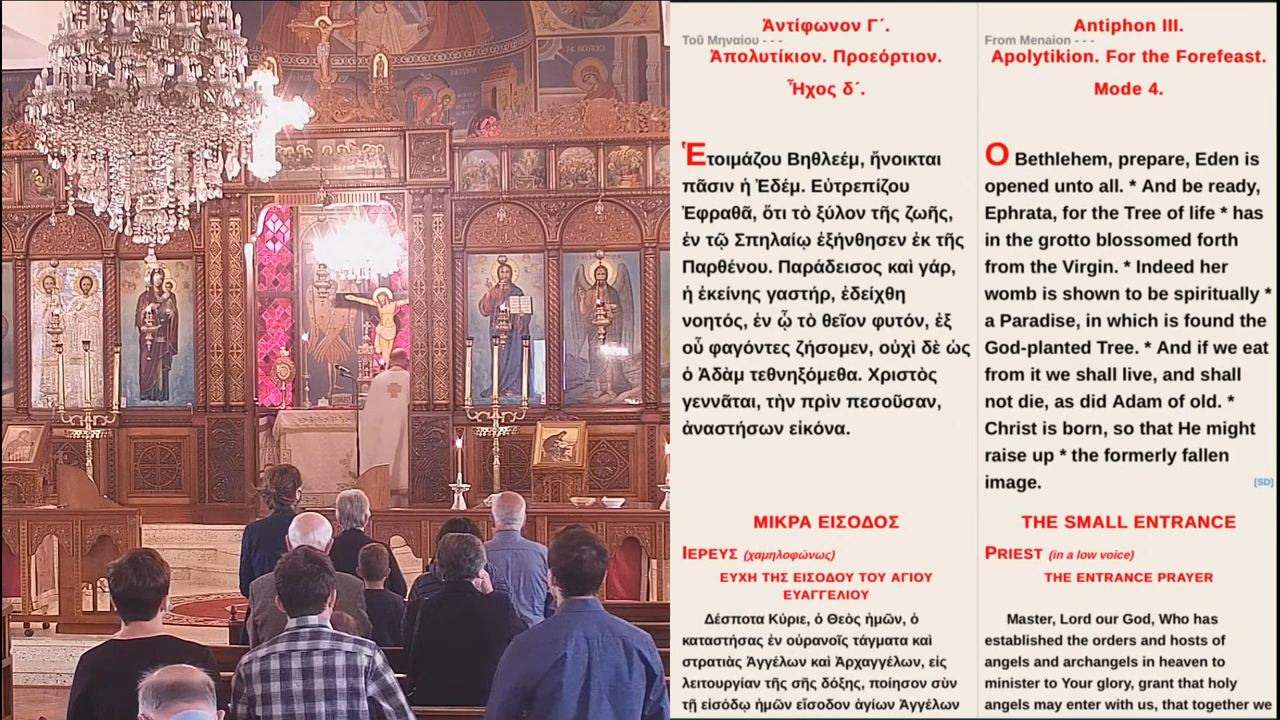 Ἀντίφωνον Γ´.
Τοῦ Μηναίου - - -
Ἀπολυτίκιον. Προεόρτιον.
Ἦχος δ´.
Ἑτοιμάζου Βηθλεέμ, ἤνοικται
πᾶσιν ἡ Ἐδέμ. Εὐτρεπίζου
Ἐφραθᾶ, ὅτι τὸ ξύλον τῆς ζωῆς,
ἐν τῷ Σπηλαίῳ ἐξήνθησεν ἐκ τῆς
Παρθένου. Παράδεισος καὶ γάρ,
ἡ ἐκείνης γαστήρ, ἐδείχθη
νοητός, ἐν ᾧ τὸ θεῖον φυτόν, ἐξ
οὗ φαγόντες ζήσομεν, οὐχὶ δὲ ὡς
ὁ Ἀδὰμ τεθνηξόμεθα. Χριστὸς
γεννᾶται, τὴν πρὶν πεσοῦσαν,
ἀναστήσων εἰκόνα.
ΜΙΚΡΑ ΕΙΣΟΔΟΣ
ΙΕΡΕΥΣ (χαμηλοφώνως)
ΕΥΧΗ ΤΗΣ ΕΙΣΟΔΟΥ ΤΟΥ ΑΓΙΟΥ
ΕΥΑΓΓΕΛΙΟΥ
Δέσποτα Κύριε, ὁ Θεὸς ἡμῶν, ὁ
καταστήσας ἐν οὐρανοῖς τάγματα καὶ
στρατιὰς Ἀγγέλων καὶ Ἀρχαγγέλων, εἰς
λειτουργίαν τῆς σῆς δόξης, ποίησον σὺν
τῇ εἰσόδῳ ἡμῶν εἴσοδον ἁγίων Ἀγγέλων
Antiphon III.
From Menaion - - -
Apolytikion. For the Forefeast.
Mode 4.
O Bethlehem, prepare, Eden is
opened unto all. * And be ready,
Ephrata, for the Tree of life * has
in the grotto blossomed forth
from the Virgin. * Indeed her
womb is shown to be spiritually *
a Paradise, in which is found the
God-planted Tree. * And if we eat
from it we shall live, and shall
not die, as did Adam of old. *
Christ is born, so that He might
raise up * the formerly fallen
image.
[SD]
THE SMALL ENTRANCE
PRIEST (in a low voice)
THE ENTRANCE PRAYER
Master, Lord our God, Who has
established the orders and hosts of
angels and archangels in heaven to
minister to Your glory, grant that holy
angels may enter with us, that together we